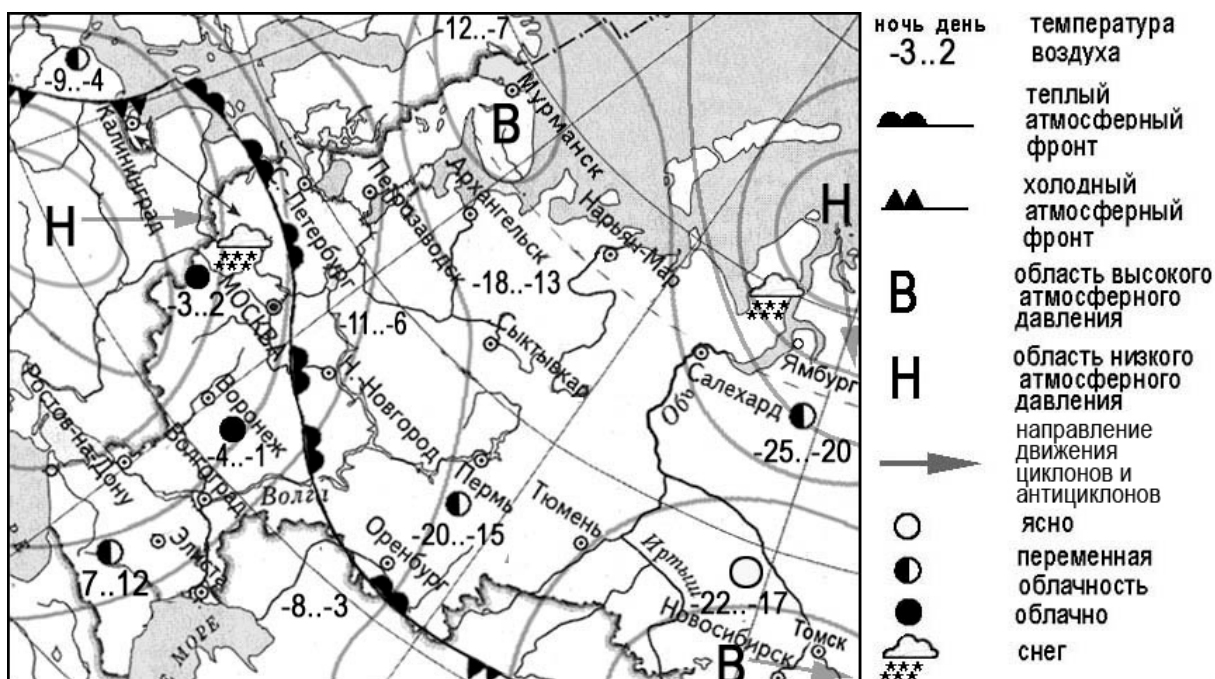 -12..-7
-9..-4
Мурманск
В
Калининград
Н
Петербург
Петрозаводск
Архангельск
Нарьян-Мар
Н
-18..-13
-3..2
МОСКВА
-11..-6
Сыктывкар
Ямбург
Салехард
Обь
-25..-20
Н.-Новгород
Воронеж
-4..-1
Ростов-на-Дону
Волгоград
Волга
Пермь
-20..-15
Тюмень
Оренбург
Иртыш
Элиста
7..12
-8..-3
-22..-17
Новосибирск
Томск
МОРЕ
В
ночь день
-3..2
температура
воздуха
теплый
атмосферный
фронт
холодный
атмосферный
фронт
В
область высокого
атмосферного
давления
Н
область низкого
атмосферного
давления
направление
движения
циклонов и
антициклонов
ясно
переменная
облачность
облачно
снег